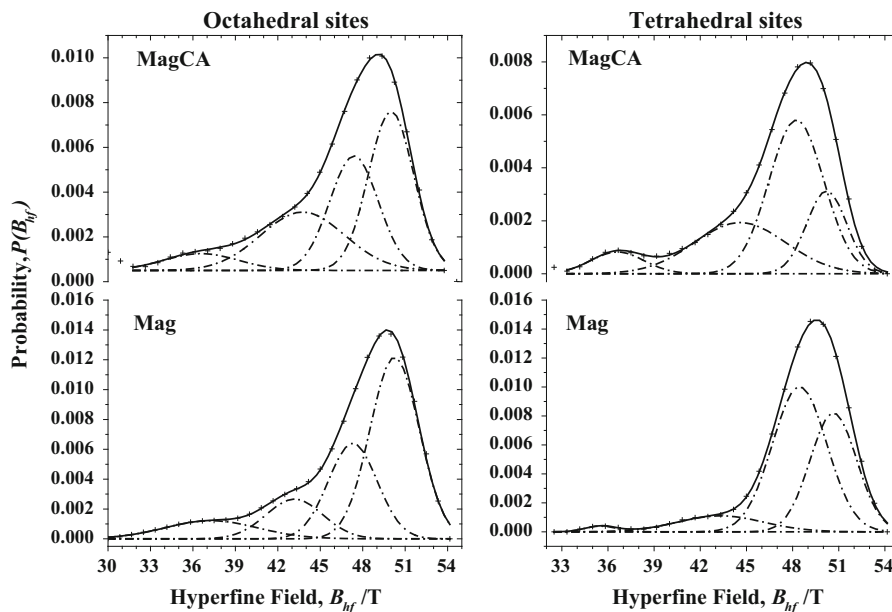 Octahedral sites
Tetrahedral sites
MagCA
0.010
0.008
0.006
0.004
0.002
0.000
MagCA
0.008
0.006
0.004
0.002
0.000
Probability, P(B_hf)
Mag
0.016
0.014
0.012
0.010
0.008
0.006
0.004
0.002
0.000
30 33 36 39 42 45 48 51 54
Hyperfine Field, B_hf /T
Mag
0.016
0.014
0.012
0.010
0.008
0.006
0.004
0.002
0.000
33 36 39 42 45 48 51 54
Hyperfine Field, B_hf /T